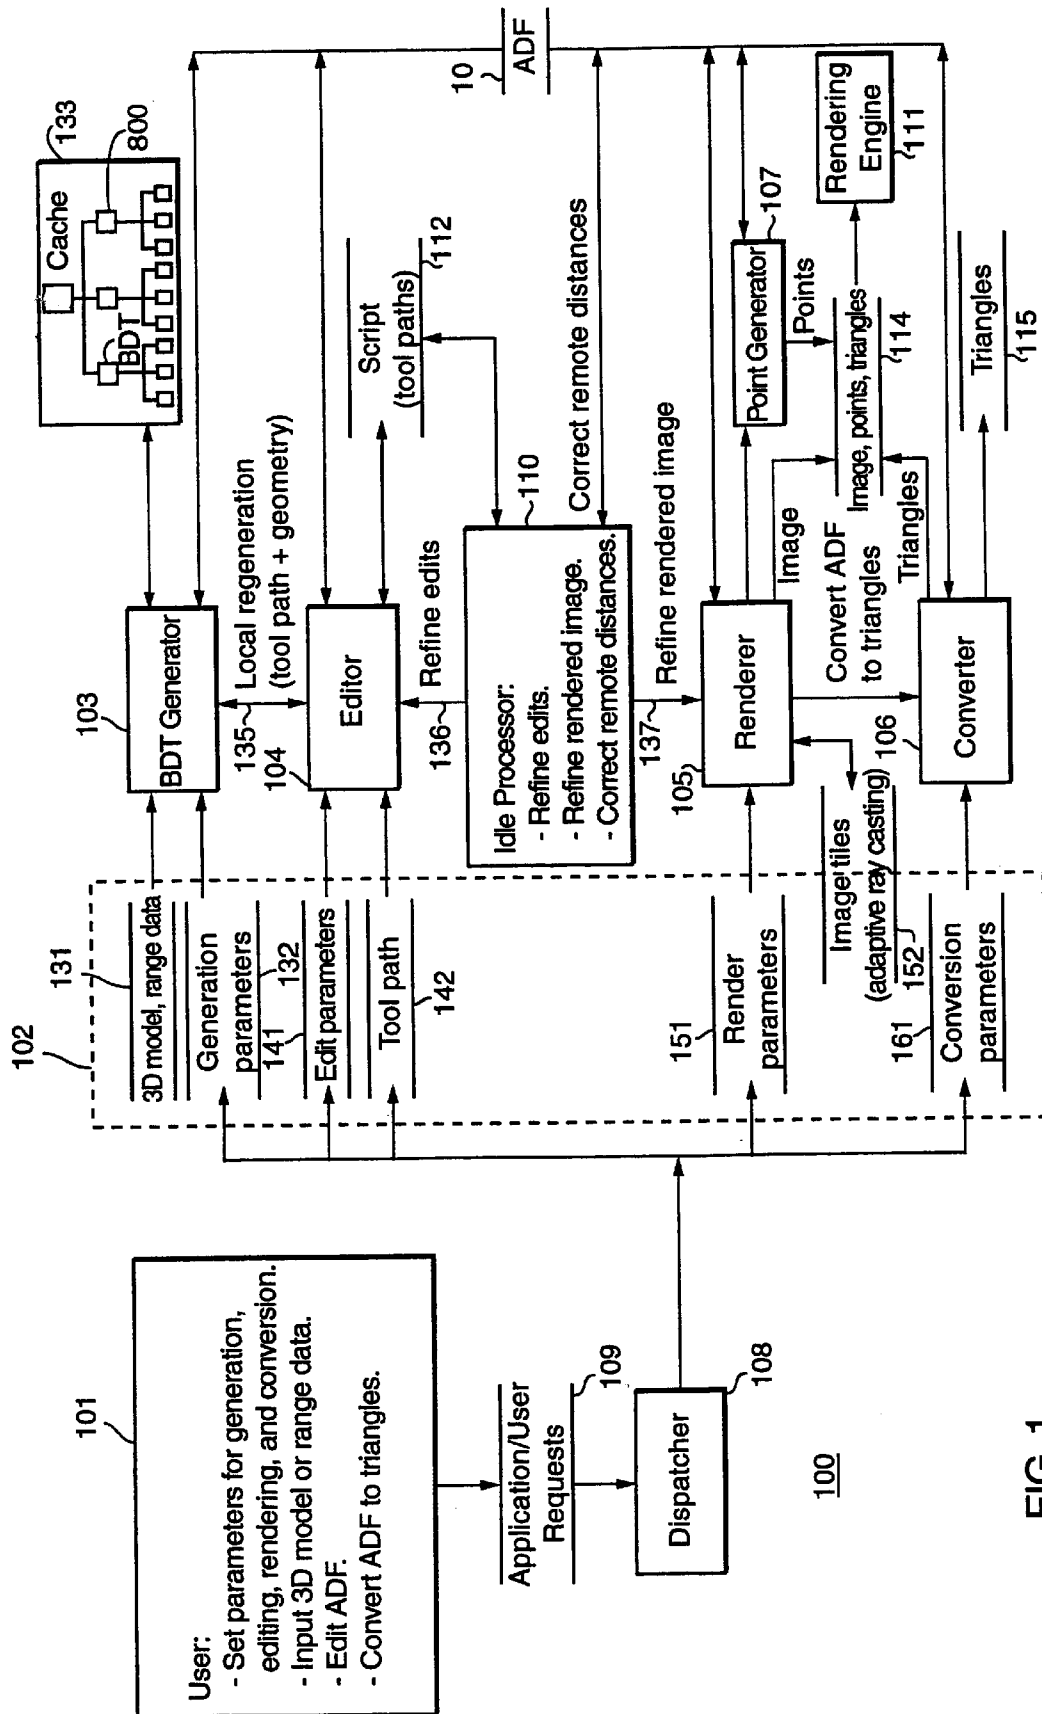 101
User:
- Set parameters for generation,
editing, rendering, and conversion.
- Input 3D model or range data.
- Edit ADF.
- Convert ADF to triangles.
Application/User
Requests
109
Dispatcher
108
100
102
131
3D model, range data
Generation
parameters
132
141
Edit parameters
Tool path
142
151
Render
parameters
Image tiles
(adaptive ray casting)
152
161
Conversion
parameters
103
BDT Generator
135
Local regeneration
(tool path + geometry)
104
Editor
136
Refine edits
Idle Processor:
- Refine edits.
- Refine rendered image.
- Correct remote distances.
110
137
Refine rendered image
105
Renderer
Convert ADF
to triangles
106
Converter
133
Cache
BDT
800
Script
(tool paths)
112
Correct remote distances
10
ADF
107
Point Generator
Points
Image
Image, points, triangles
114
Triangles
Rendering
Engine
111
Triangles
115
FIG. 1